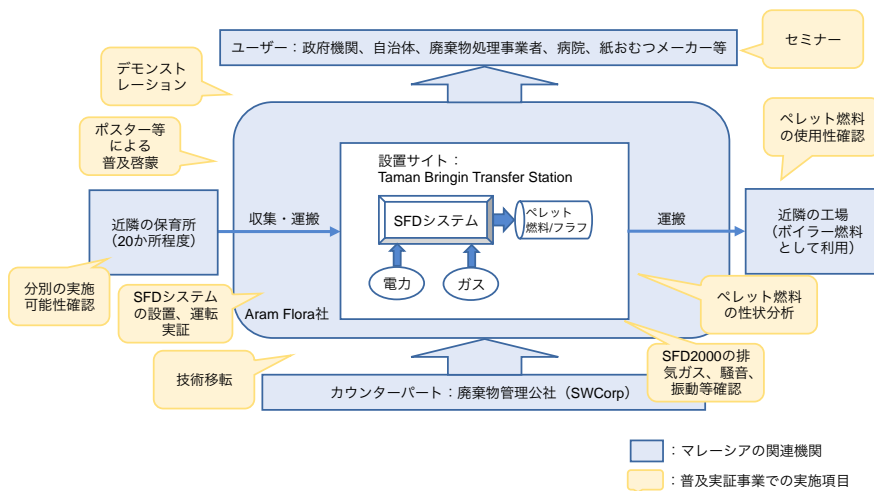 ユーザー：政府機関、自治体、廃棄物処理事業者、病院、紙おむつメーカー等
セミナー
デモンスト
レーション
ポスター等
による
普及啓蒙
ペレット燃料
の使用性確認
設置サイト：
Taman Bringin Transfer Station
SFDシステム
ペレット
燃料/フラフ
電力
ガス
近隣の保育所
（20か所程度）
収集・運搬
運搬
近隣の工場
（ボイラー燃料
として利用）
分別の実施
可能性確認
SFDシステム
の設置、運転
実証
Aram Flora社
ペレット燃料
の性状分析
SFD2000の排
気ガス、騒音、
振動等確認
技術移転
カウンターパート：廃棄物管理公社（SWCorp）
：マレーシアの関連機関
：普及実証事業での実施項目